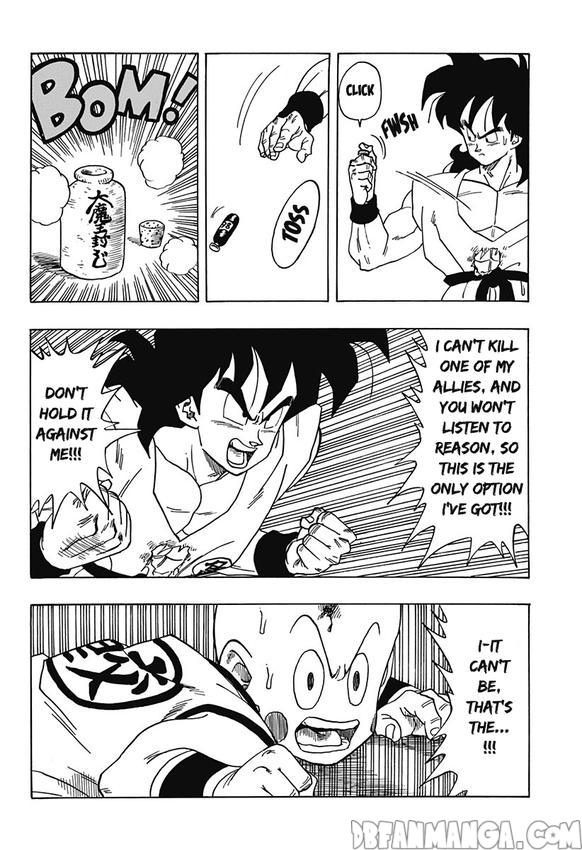 CLICK
FWSH
TOSS
BOM!
大魔王封じ
I CAN'T KILL
ONE OF MY
ALLIES, AND
YOU WON'T
LISTEN TO
REASON, SO
THIS IS THE
ONLY OPTION
I'VE GOT!!!
DON'T
HOLD IT
AGAINST
ME!!!
I-IT
CAN'T
BE,
THAT'S
THE...
!!!
DBFANMANGA.COM